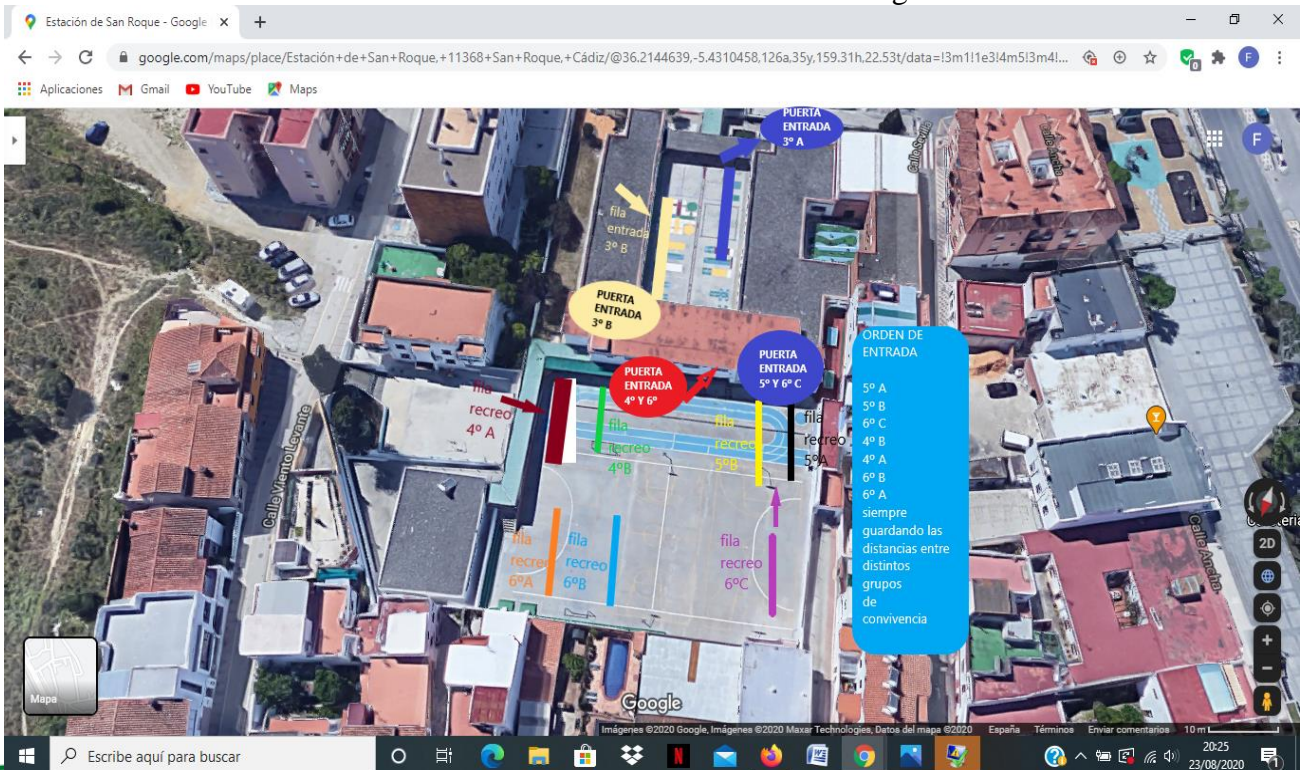 Estación de San Roque - Google
google.com/maps/place/Estación+de+San+Roque,+11368+San+Roque,+Cádiz/@36.2144639,-5.4310458,126a,35y,159.31h,22.53t/data=!3m1!1e3!4m5!3m4!...
0
F
Aplicaciones
Gmail
YouTube
Maps
PUERTA
ENTRADA
3º A
Calle Sevilla
Calle Ancha
F
fila
entrada
3º B
PUERTA
ENTRADA
3º B
PUERTA
ENTRADA
4º Y 6º
PUERTA
ENTRADA
5º Y 6º C
ORDEN DE
ENTRADA
5º A
5º B
6º C
4º B
4º A
6º B
6º A
siempre
guardando las
distancias entre
distintos
grupos
de
convivencia
fila
recreo
4º A
fila
recreo
4ºB
fila
recreo
5ºB
fila
recreo
5ºA
Calle Viento Levante
fila
recreo
6ºA
fila
recreo
6ºB
fila
recreo
6ºC
Calle Ancha
2D
Mapa
Google
Imágenes ©2020 Google, Imágenes ©2020 Maxar Technologies, Datos del mapa ©2020
España
Términos
Enviar comentarios
10 m
Escribe aquí para buscar
20:25
23/08/2020
1